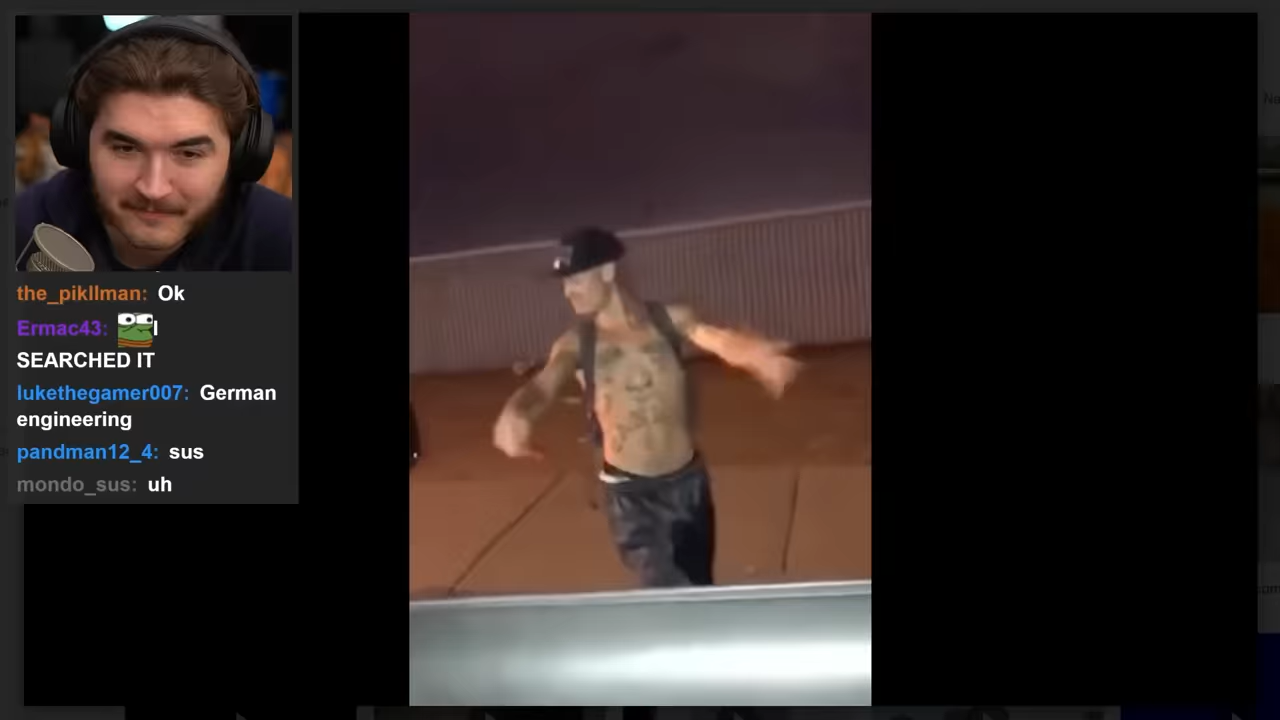 the_pikllman: Ok
Ermac43: I
SEARCHED IT
lukethegamer007: German
engineering
pandman12_4: sus
mondo_sus: uh